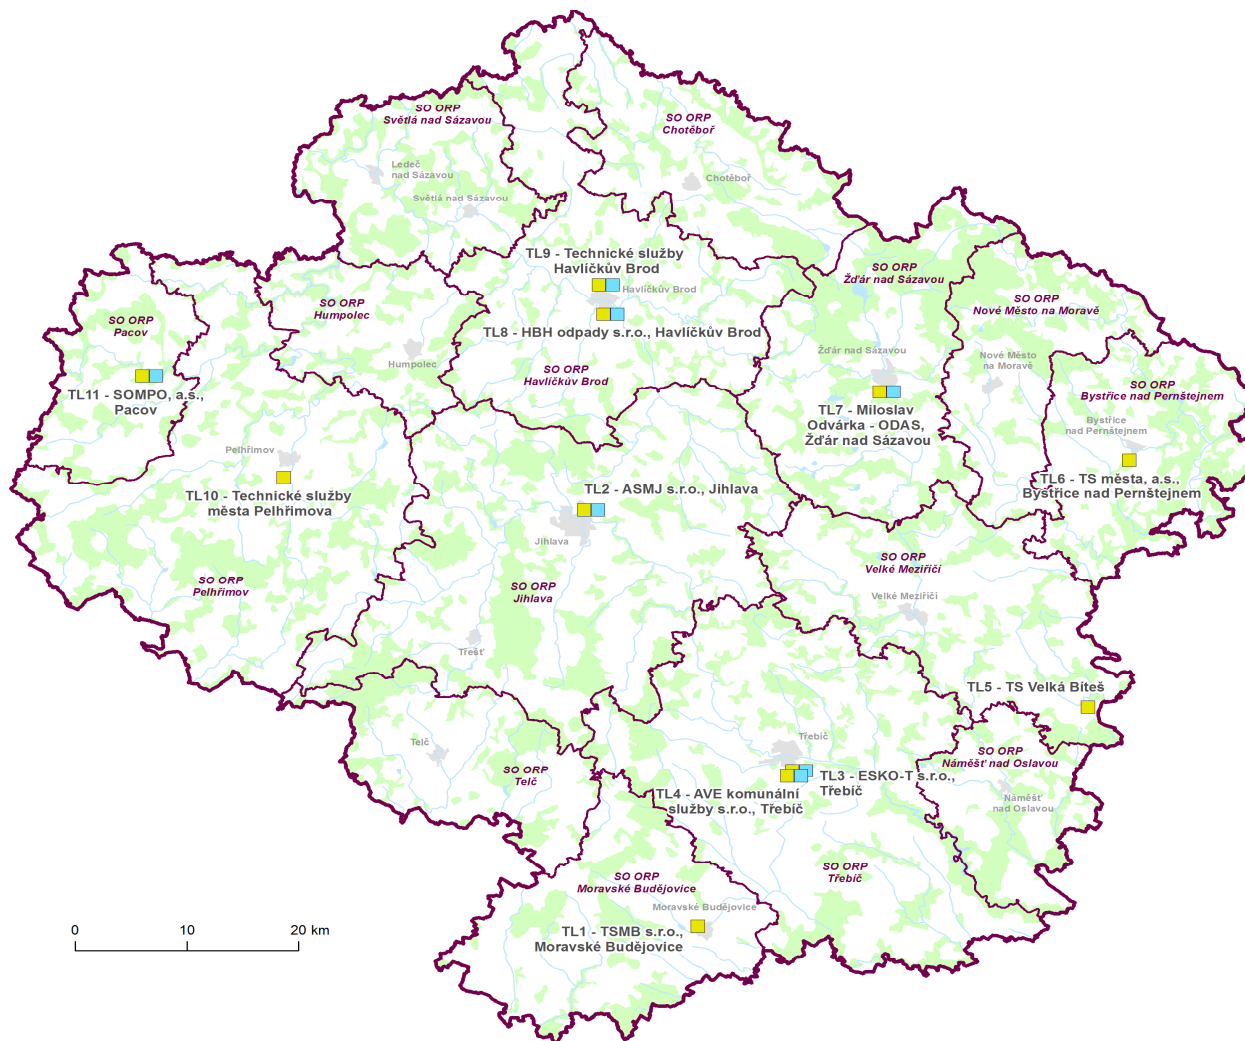 SO ORP
Světlá nad Sázavou
SO ORP
Chotěboř
Ledeč
nad Sázavou
Chotěboř
Světlá nad Sázavou
TL9 - Technické služby
Havlíčkův Brod
SO ORP
Žďár nad Sázavou
Havlíčkův Brod
SO ORP
Humpolec
SO ORP
Nové Město na Moravě
SO ORP
Pacov
TL8 - HBH odpady s.r.o., Havlíčkův Brod
Žďár nad Sázavou
Nové Město
na Moravě
Humpolec
SO ORP
Havlíčkův Brod
SO ORP
Bystřice nad Pernštejnem
TL11 - SOMPO, a.s.,
Pacov
TL7 - Miloslav
Odvárka - ODAS,
Žďár nad Sázavou
Bystřice
nad Pernštejnem
Pelhřimov
TL10 - Technické služby
města Pelhřimova
TL2 - ASMJ s.r.o., Jihlava
TL6 - TS města, a.s.,
Bystřice nad Pernštejnem
Jihlava
SO ORP
Velké Meziříčí
SO ORP
Pelhřimov
SO ORP
Jihlava
Velké Meziříčí
Třešť
TL5 - TS Velká Bíteš
Telč
Třebíč
SO ORP
Náměšť nad Oslavou
SO ORP
Telč
TL3 - ESKO-T s.r.o.,
Třebíč
TL4 - AVE komunální
služby s.r.o., Třebíč
Náměšť
nad Oslavou
SO ORP
Moravské Budějovice
SO ORP
Třebíč
Moravské Budějovice
TL1 - TSMB s.r.o.,
Moravské Budějovice
0 10 20 km